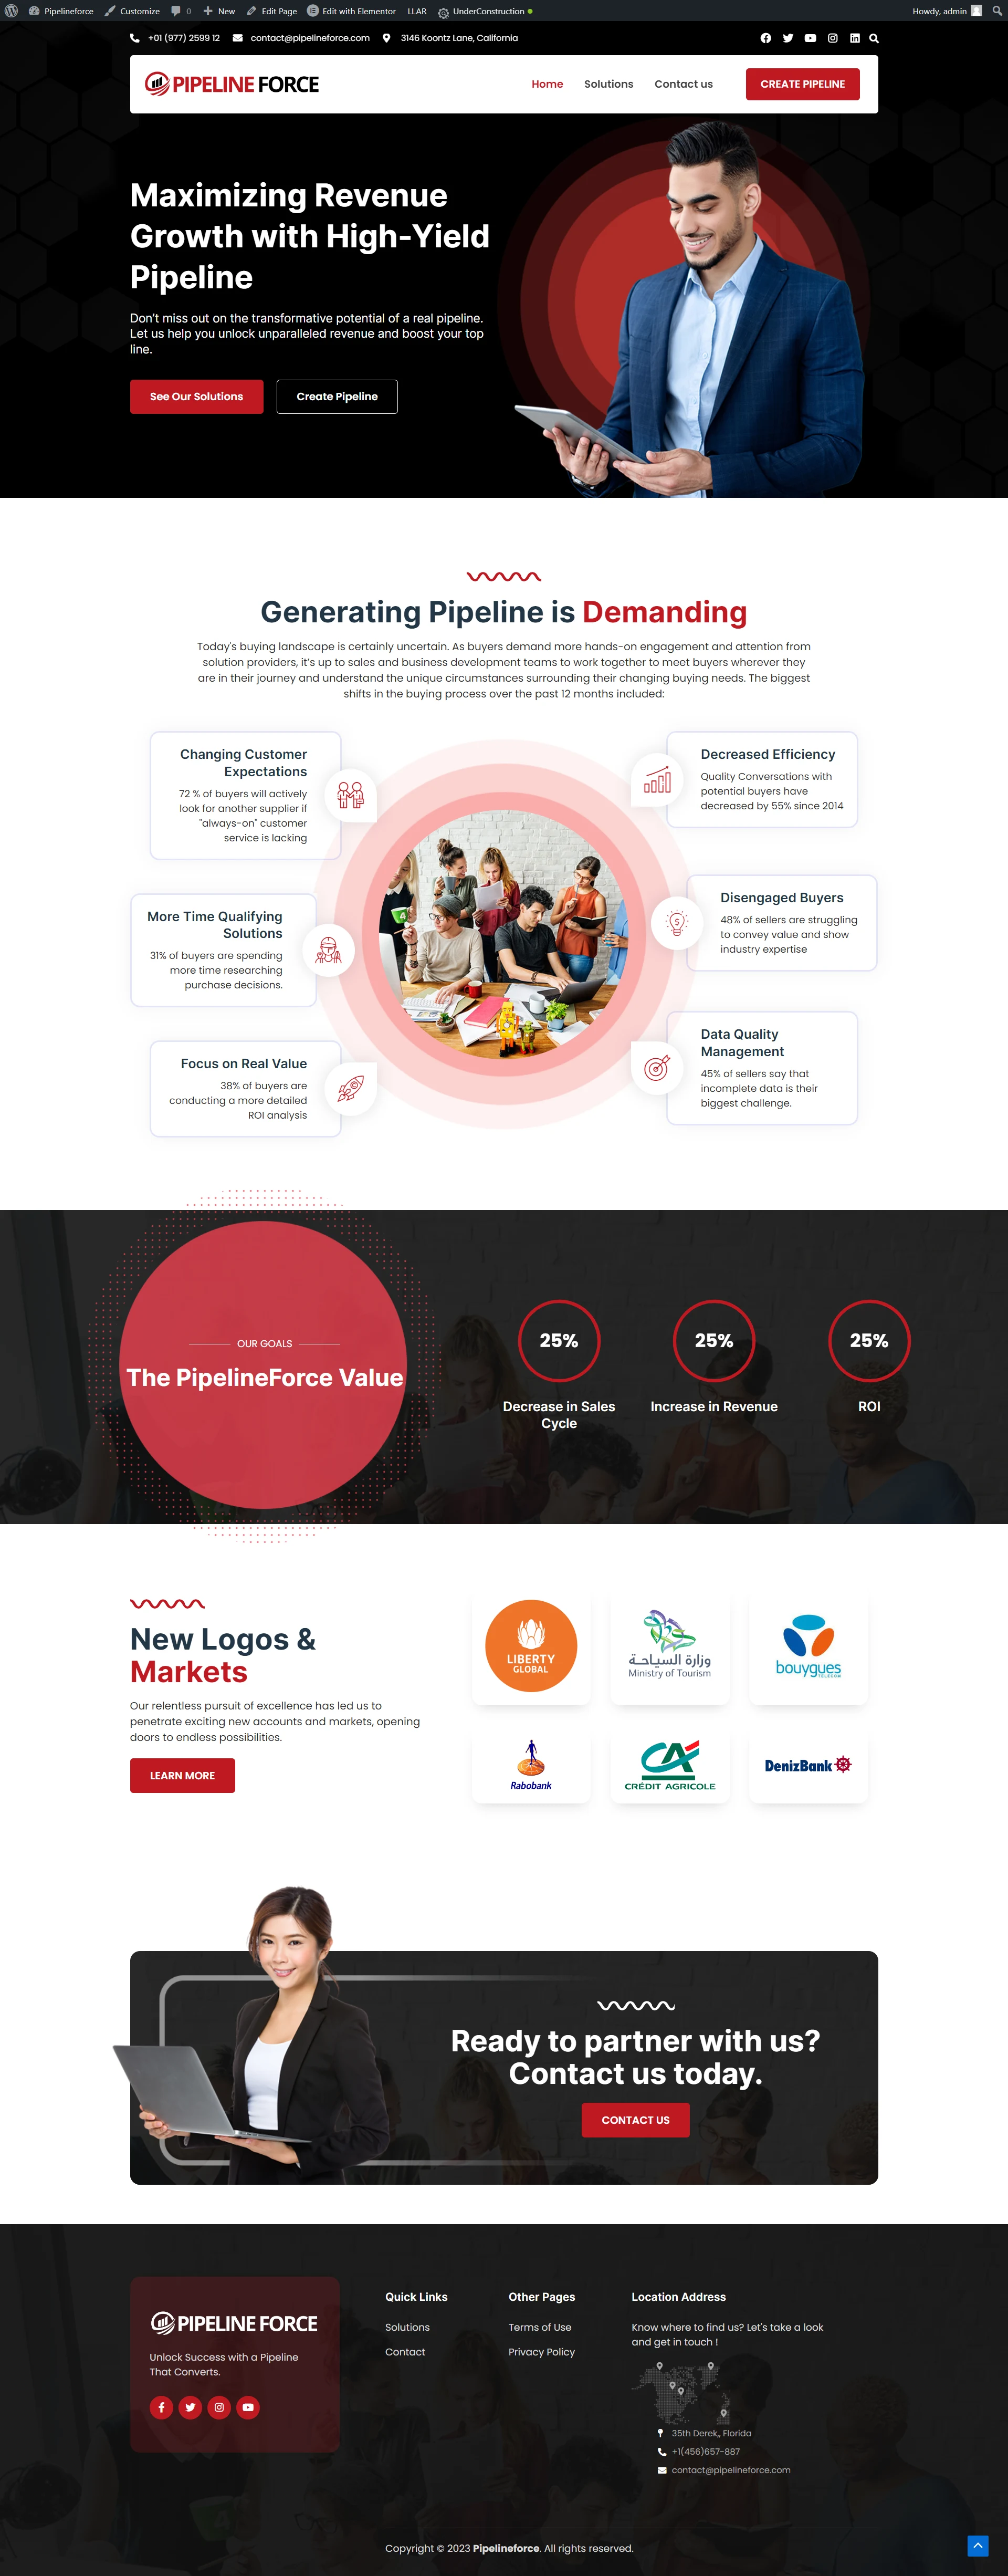 Pipelineforce Customize 0 New Edit Page Edit with Elementor LLAR UnderConstruction Howdy, admin
+01 (977) 2599 12 contact@pipelineforce.com 3146 Koontz Lane, California
PIPELINE FORCE Home Solutions Contact us CREATE PIPELINE
Maximizing Revenue
Growth with High-Yield
Pipeline
Don't miss out on the transformative potential of a real pipeline.
Let us help you unlock unparalleled revenue and boost your top
line.
See Our Solutions Create Pipeline
Generating Pipeline is Demanding
Today's buying landscape is certainly uncertain. As buyers demand more hands-on engagement and attention from
solution providers, it's up to sales and business development teams to work together to meet buyers wherever they
are in their journey and understand the unique circumstances surrounding their changing buying needs. The biggest
shifts in the buying process over the past 12 months included:
Changing Customer
Expectations
72 % of buyers will actively
look for another supplier if
"always-on" customer
service is lacking
More Time Qualifying
Solutions
31% of buyers are spending
more time researching
purchase decisions.
Focus on Real Value
38% of buyers are
conducting a more detailed
ROI analysis
Decreased Efficiency
Quality Conversations with
potential buyers have
decreased by 55% since 2014
Disengaged Buyers
48% of sellers are struggling
to convey value and show
industry expertise
Data Quality
Management
45% of sellers say that
incomplete data is their
biggest challenge.
OUR GOALS
The PipelineForce Value
25%
Decrease in Sales
Cycle
25%
Increase in Revenue
25%
ROI
New Logos &
Markets
Our relentless pursuit of excellence has led us to
penetrate exciting new accounts and markets, opening
doors to endless possibilities.
LEARN MORE
LIBERTY
GLOBAL
وزارة السياحة
Ministry of Tourism
bouygues
TELECOM
Rabobank
CRÉDIT AGRICOLE
DenizBank
Ready to partner with us?
Contact us today.
CONTACT US
PIPELINE FORCE
Unlock Success with a Pipeline
That Converts.
Quick Links
Solutions
Contact
Other Pages
Terms of Use
Privacy Policy
Location Address
Know where to find us? Let's take a look
and get in touch !
35th Derek,, Florida
+1(456)657-887
contact@pipelineforce.com
Copyright © 2023 Pipelineforce. All rights reserved.